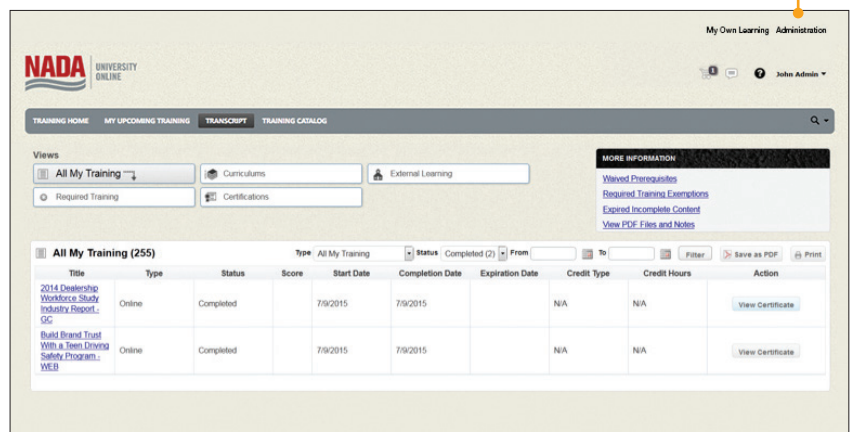 My Own Learning Administration
NADA UNIVERSITY ONLINE
0
John Admin
TRAINING HOME MY UPCOMING TRAINING TRANSCRIPT TRAINING CATALOG
Views
All My Training
Curriculums
External Learning
Required Training
Certifications
MORE INFORMATION
Waived Prerequisites
Required Training Exemptions
Expired Incomplete Content
View PDF Files and Notes
All My Training (255) Type All My Training Status Completed (2) From To Filter Save as PDF Print
Title Type Status Score Start Date Completion Date Expiration Date Credit Type Credit Hours Action
2014 Dealership
Workforce Study
Industry Report -
GC
Online Completed 7/9/2015 7/9/2015 N/A N/A View Certificate
Build Brand Trust
With a Teen Driving
Safety Program -
WEB
Online Completed 7/9/2015 7/9/2015 N/A N/A View Certificate